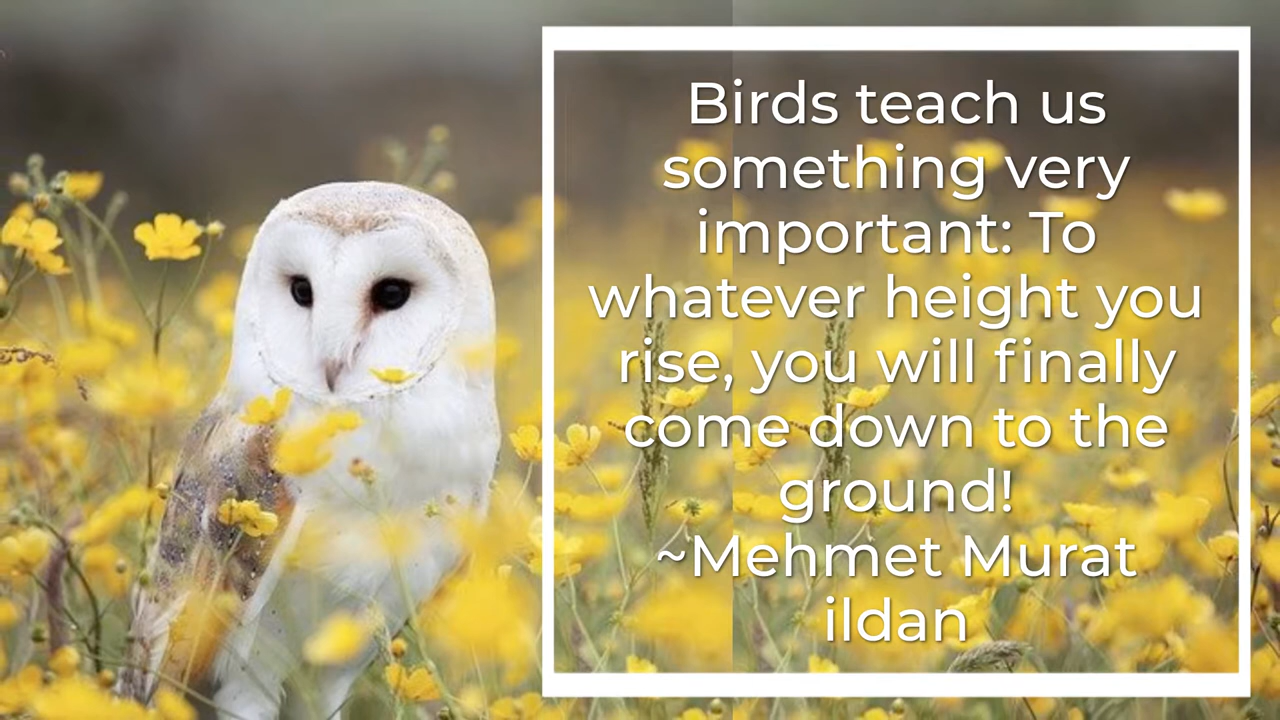 Birds teach us
something very
important: To
whatever height you
rise, you will finally
come down to the
ground!
~Mehmet Murat
ildan